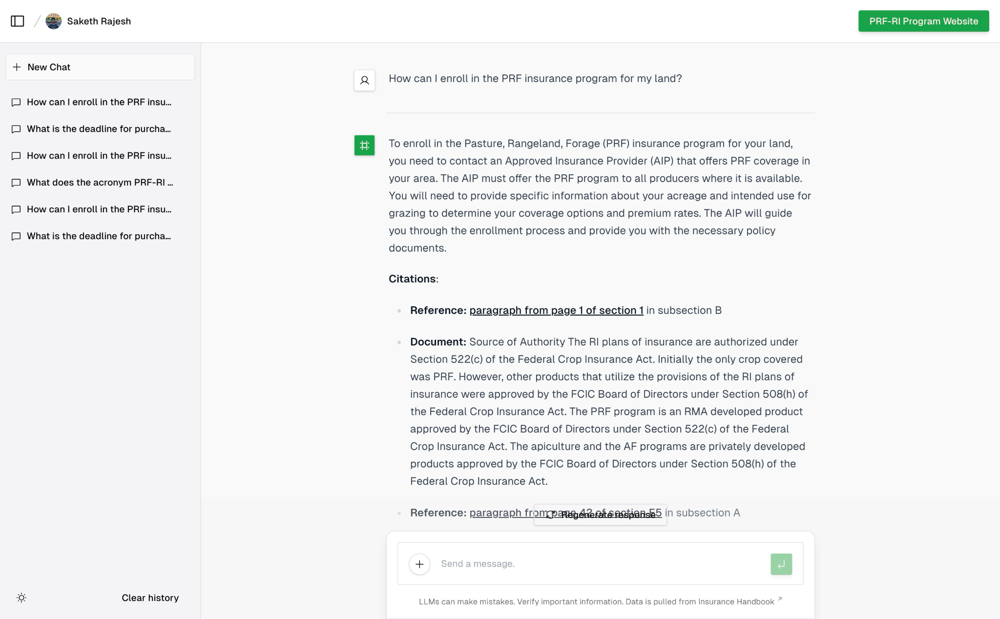 Saketh Rajesh
PRF-RI Program Website
New Chat
How can I enroll in the PRF insu...
What is the deadline for purcha...
How can I enroll in the PRF insu...
What does the acronym PRF-RI ...
How can I enroll in the PRF insu...
What is the deadline for purcha...
Clear history
How can I enroll in the PRF insurance program for my land?
To enroll in the Pasture, Rangeland, Forage (PRF) insurance program for your land,
you need to contact an Approved Insurance Provider (AIP) that offers PRF coverage in
your area. The AIP must offer the PRF program to all producers where it is available.
You will need to provide specific information about your acreage and intended use for
grazing to determine your coverage options and premium rates. The AIP will guide
you through the enrollment process and provide you with the necessary policy
documents.
Citations:
Reference: paragraph from page 1 of section 1 in subsection B
Document: Source of Authority The RI plans of insurance are authorized under
Section 522(c) of the Federal Crop Insurance Act. Initially the only crop covered
was PRF. However, other products that utilize the provisions of the RI plans of
insurance were approved by the FCIC Board of Directors under Section 508(h) of
the Federal Crop Insurance Act. The PRF program is an RMA developed product
approved by the FCIC Board of Directors under Section 522(c) of the Federal
Crop Insurance Act. The apiculture and the AF programs are privately developed
products approved by the FCIC Board of Directors under Section 508(h) of the
Federal Crop Insurance Act.
Reference: paragraph from page 42 of section E5 in subsection A
Regenerate response
Send a message.
LLMs can make mistakes. Verify important information. Data is pulled from Insurance Handbook